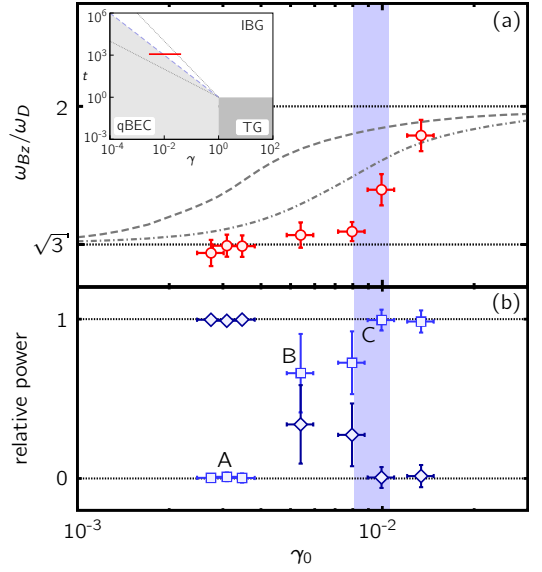 (a)
10^6
10^3
10^0
10^-3
t
IBG
qBEC
TG
10^-4
10^-2
10^0
10^2
γ
2
√3
ω_Bz/ω_D
(b)
1
0
relative power
A
B
C
10^-3
10^-2
γ_0